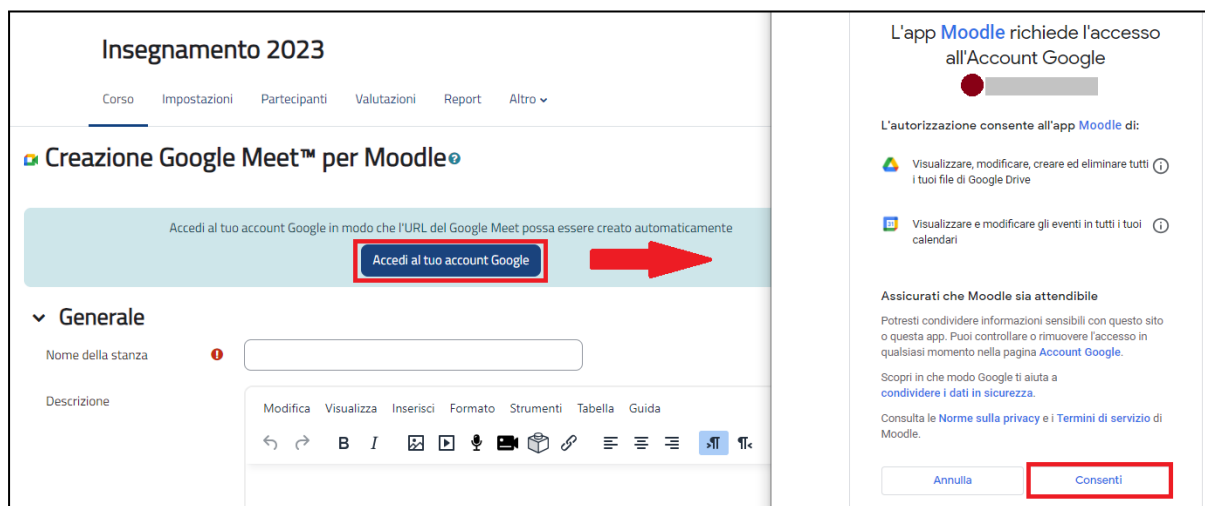 Insegnamento 2023
Corso Impostazioni Partecipanti Valutazioni Report Altro
Creazione Google Meet™ per Moodle
Accedi al tuo account Google in modo che l'URL del Google Meet possa essere creato automaticamente
Accedi al tuo account Google
Generale
Nome della stanza
Descrizione
Modifica Visualizza Inserisci Formato Strumenti Tabella Guida
B I
L'app Moodle richiede l'accesso
all'Account Google
L'autorizzazione consente all'app Moodle di:
Visualizzare, modificare, creare ed eliminare tutti
i tuoi file di Google Drive
Visualizzare e modificare gli eventi in tutti i tuoi
calendari
Assicurati che Moodle sia attendibile
Potresti condividere informazioni sensibili con questo sito
o questa app. Puoi controllare o rimuovere l'accesso in
qualsiasi momento nella pagina Account Google.
Scopri in che modo Google ti aiuta a
condividere i dati in sicurezza.
Consulta le Norme sulla privacy e i Termini di servizio di
Moodle.
Annulla Consenti